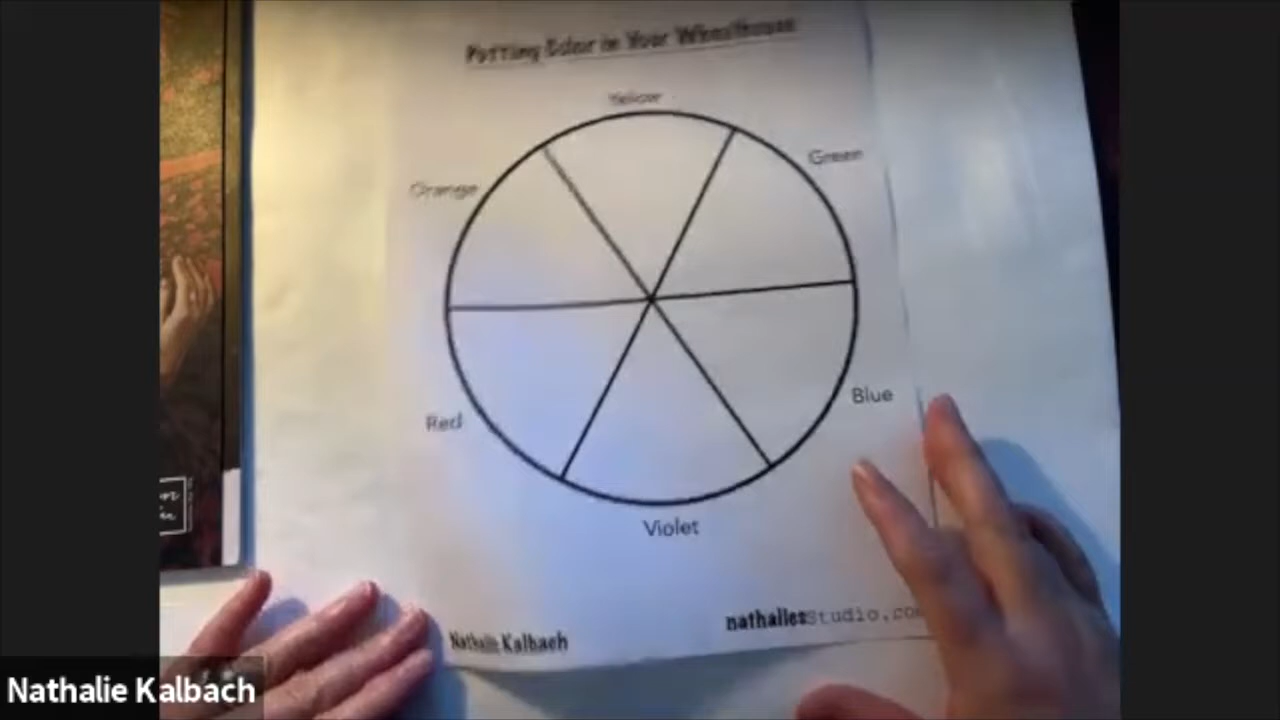 Putting Color in Your Wheelhouse
Yellow
Green
Orange
Blue
Red
Violet
nathaliesStudio.com
Nathalie Kalbach
Nathalie Kalbach